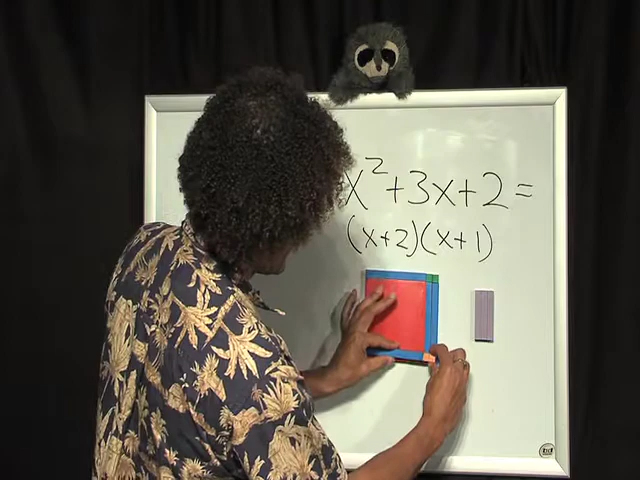 x²+3x+2=
(x+2)(x+1)